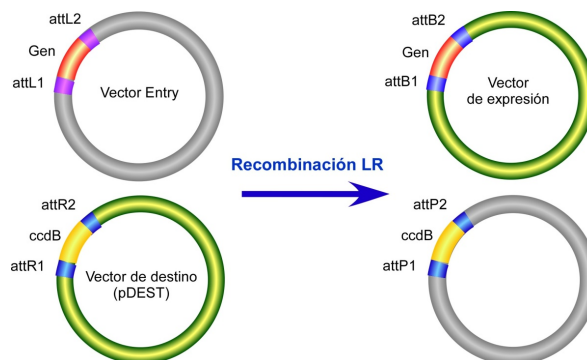 attL2
Gen
attL1
Vector Entry
attB2
Gen
attB1
Vector
de expresión
Recombinación LR
attR2
ccdB
attR1
Vector de destino
(pDEST)
attP2
ccdB
attP1